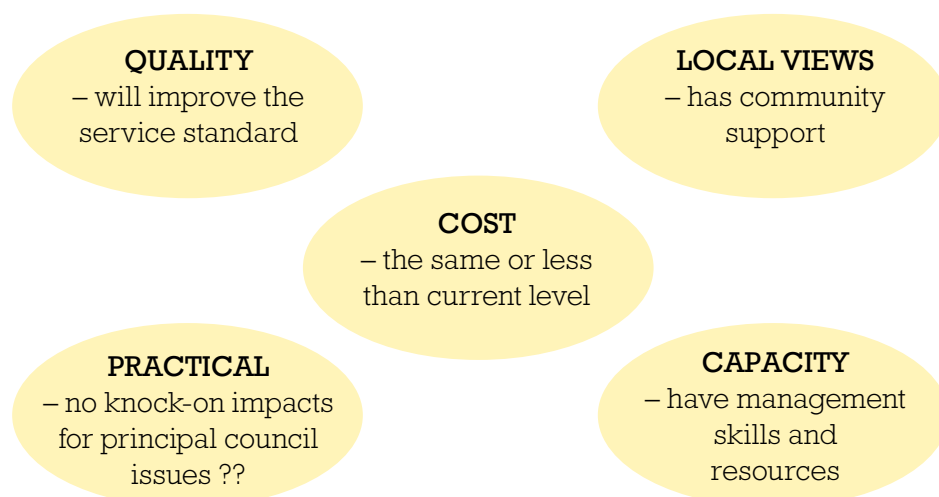 QUALITY
– will improve the
service standard
LOCAL VIEWS
– has community
support
COST
– the same or less
than current level
PRACTICAL
– no knock-on impacts
for principal council
issues ??
CAPACITY
– have management
skills and
resources